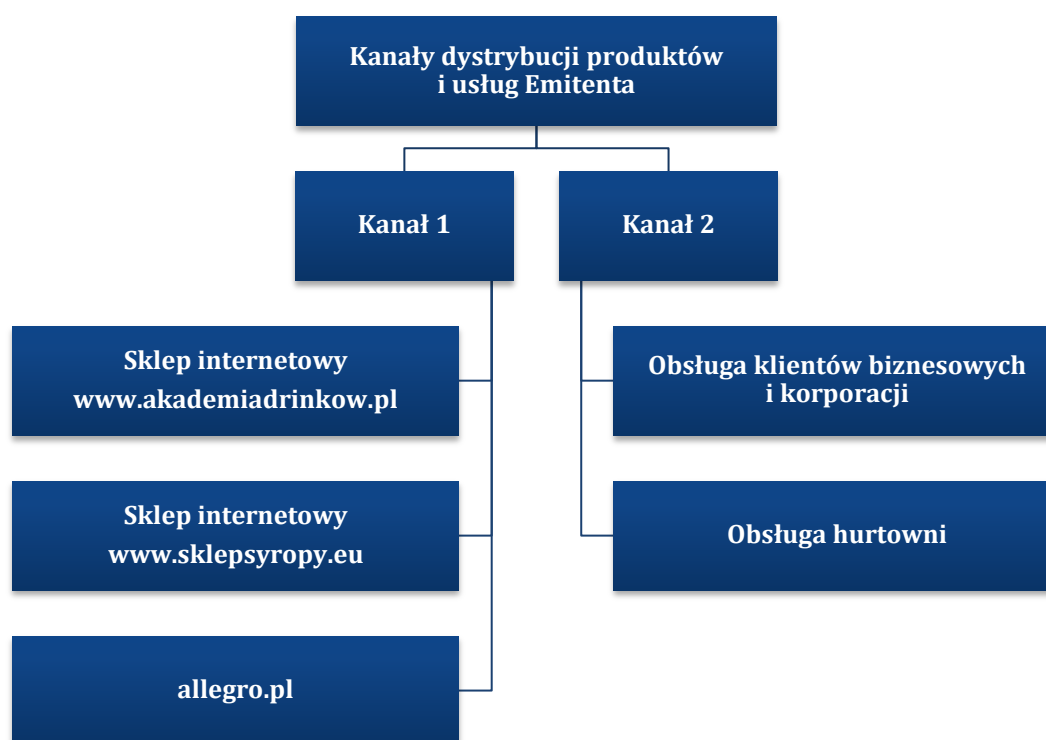 Kanały dystrybucji produktów
i usług Emitenta
Kanał 1
Kanał 2
Sklep internetowy
www.akademiadrinkow.pl
Sklep internetowy
www.sklepsyropy.eu
allegro.pl
Obsługa klientów biznesowych
i korporacji
Obsługa hurtowni